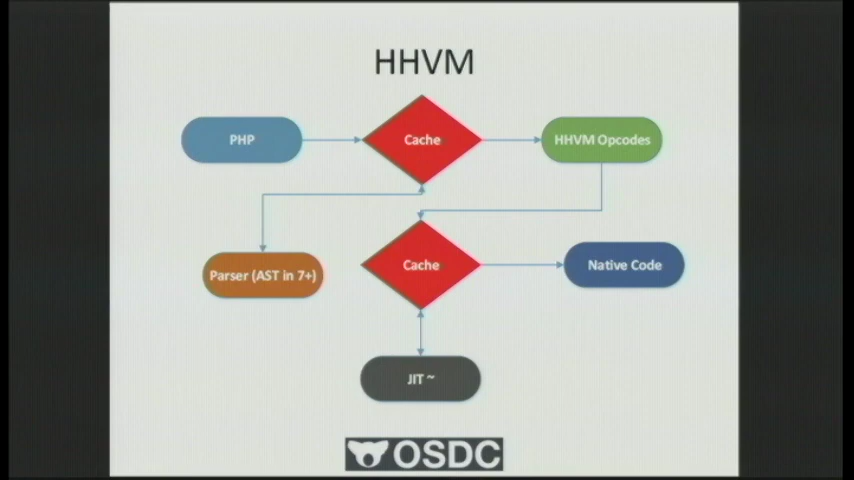 HHVM
PHP
Cache
HHVM Opcodes
Parser (AST in 7+)
Cache
Native Code
JIT ~
OSDC